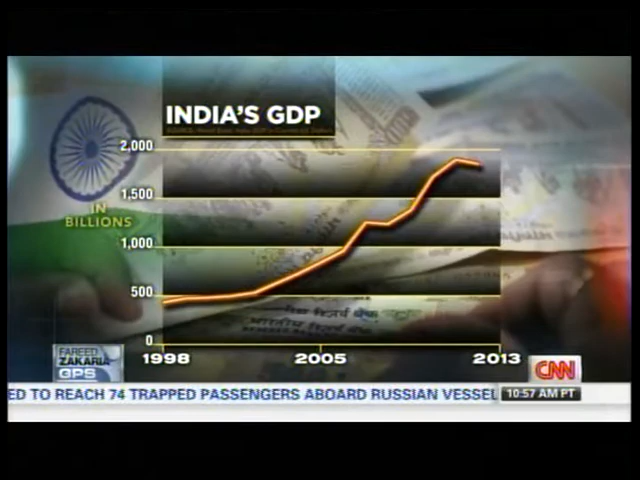 INDIA'S GDP
2,000
1,500
IN
BILLIONS
1,000
500
0
1998
2005
2013
FAREED
ZAKARIA
GPS
CNN
ED TO REACH 74 TRAPPED PASSENGERS ABOARD RUSSIAN VESSEL
10:57 AM PT
भारतीय रिज़र्व बैंक